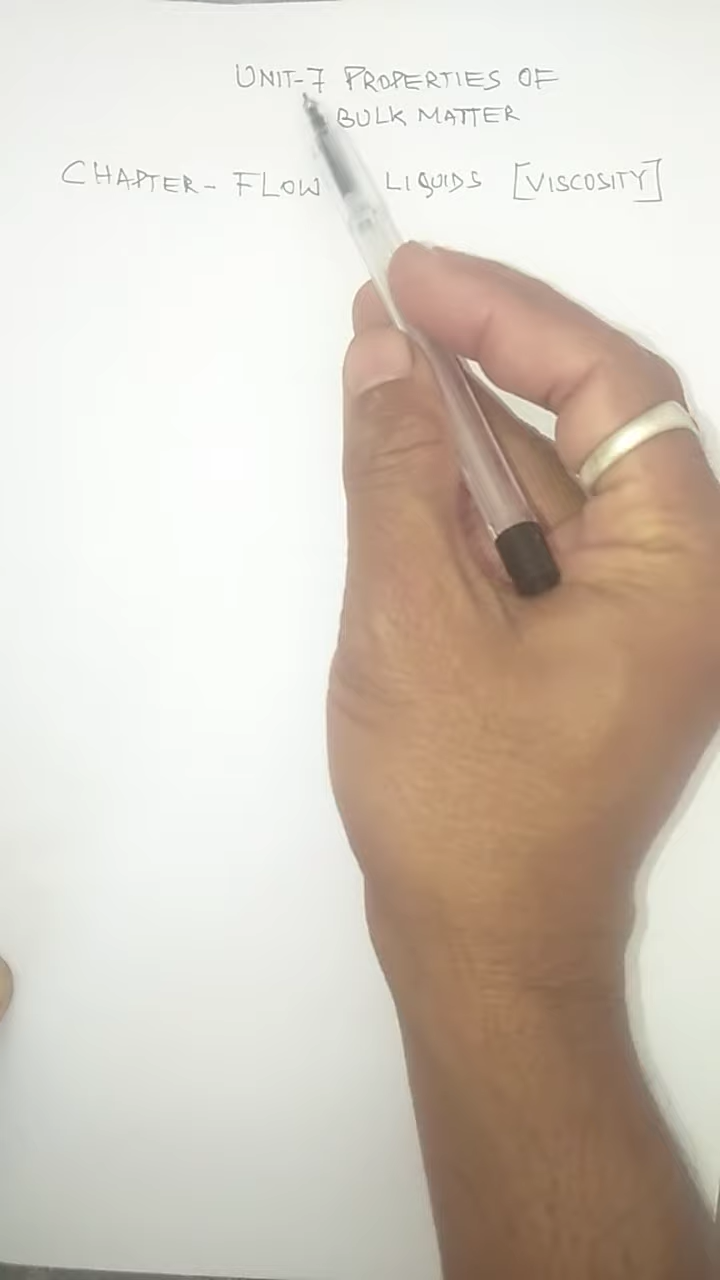 UNIT-7 PROPERTIES OF
BULK MATTER
CHAPTER- FLOW LIQUIDS [VISCOSITY]